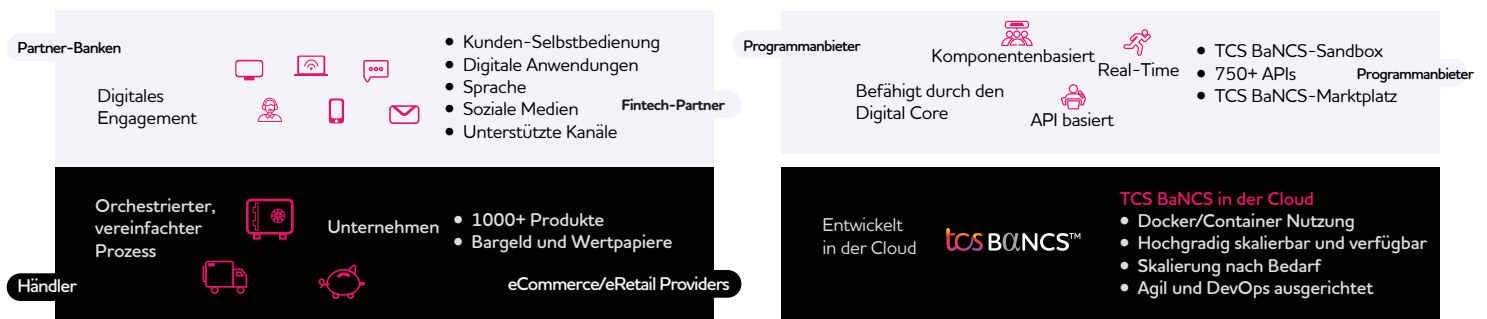 Partner-Banken
Digitales
Engagement
• Kunden-Selbstbedienung
• Digitale Anwendungen
• Sprache
• Soziale Medien
• Unterstützte Kanäle
Fintech-Partner
Orchestrierter,
vereinfachter
Prozess
Unternehmen
• 1000+ Produkte
• Bargeld und Wertpapiere
Händler
eCommerce/eRetail Providers
Programmanbieter
Komponentenbasiert
Real-Time
Befähigt durch den
Digital Core
API basiert
• TCS BaNCS-Sandbox
• 750+ APIs
• TCS BaNCS-Marktplatz
Programmanbieter
Entwickelt
in der Cloud
tcs BαNCS™
TCS BaNCS in der Cloud
• Docker/Container Nutzung
• Hochgradig skalierbar und verfügbar
• Skalierung nach Bedarf
• Agil und DevOps ausgerichtet